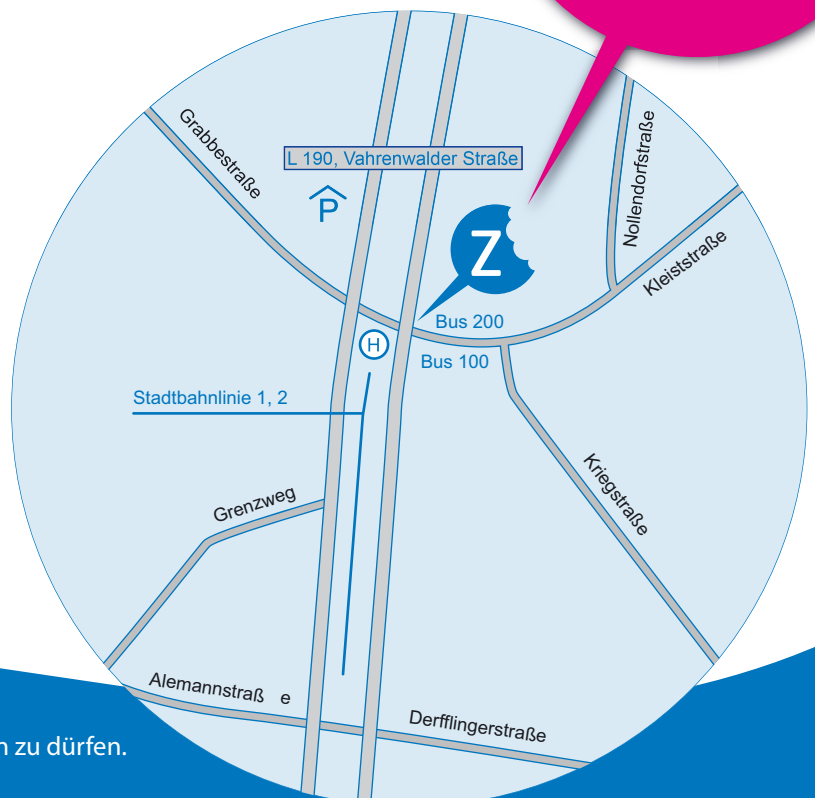 Grabbestraße
L 190, Vahrenwalder Straße
Nollendorfstraße
P
Z
Kleiststraße
Bus 200
H
Bus 100
Stadtbahnlinie 1, 2
Kriegstraße
Grenzweg
Alemannstraß e
Derfflingerstraße
zu dürfen.